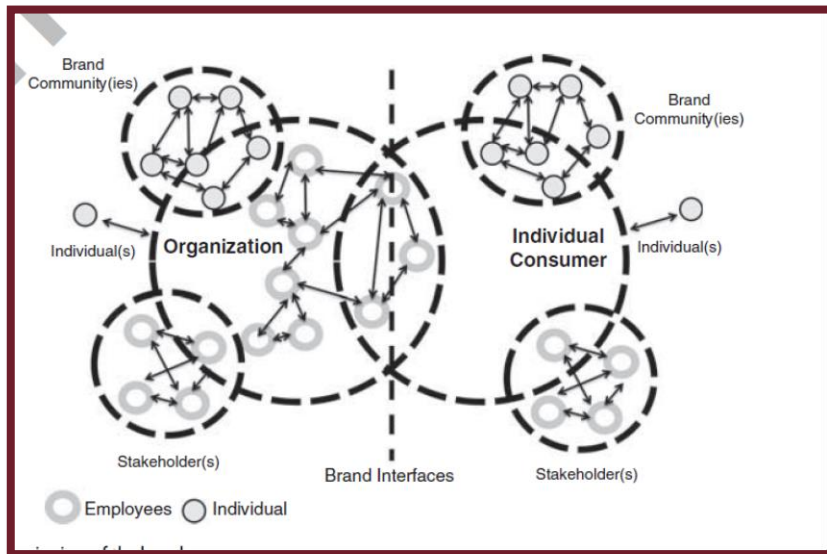 Brand
Community(ies)
Brand
Community(ies)
Individual(s)
Organization
Individual
Consumer
Individual(s)
Stakeholder(s)
Brand Interfaces
Stakeholder(s)
Employees
Individual